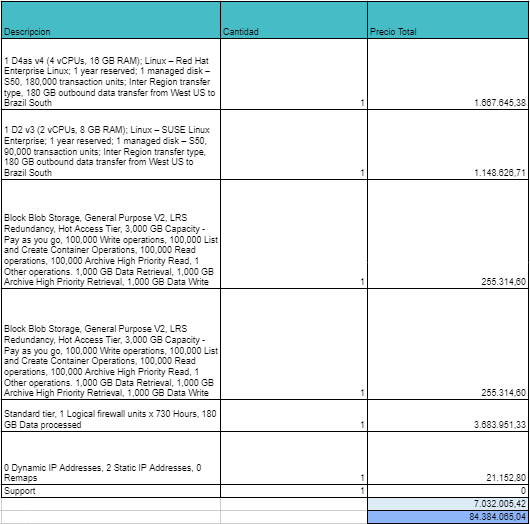 Descripcion Cantidad Precio Total
1 D4as v4 (4 vCPUs, 16 GB RAM); Linux – Red Hat
Enterprise Linux; 1 year reserved; 1 managed disk –
S50, 180,000 transaction units; Inter Region transfer
type, 180 GB outbound data transfer from West US to
Brazil South 1 1.667.645,38
1 D2 v3 (2 vCPUs, 8 GB RAM); Linux – SUSE Linux
Enterprise; 1 year reserved; 1 managed disk – S50,
90,000 transaction units; Inter Region transfer type,
180 GB outbound data transfer from West US to
Brazil South 1 1.148.626,71
Block Blob Storage, General Purpose V2, LRS
Redundancy, Hot Access Tier, 3,000 GB Capacity -
Pay as you go, 100,000 Write operations, 100,000 List
and Create Container Operations, 100,000 Read
operations, 100,000 Archive High Priority Read, 1
Other operations. 1,000 GB Data Retrieval, 1,000 GB
Archive High Priority Retrieval, 1,000 GB Data Write 1 255.314,60
Block Blob Storage, General Purpose V2, LRS
Redundancy, Hot Access Tier, 3,000 GB Capacity -
Pay as you go, 100,000 Write operations, 100,000 List
and Create Container Operations, 100,000 Read
operations, 100,000 Archive High Priority Read, 1
Other operations. 1,000 GB Data Retrieval, 1,000 GB
Archive High Priority Retrieval, 1,000 GB Data Write 1 255.314,60
Standard tier, 1 Logical firewall units x 730 Hours, 180
GB Data processed 1 3.683.951,33
0 Dynamic IP Addresses, 2 Static IP Addresses, 0
Remaps 1 21.152,80
Support 1 0
7.032.005,42
84.384.065,04